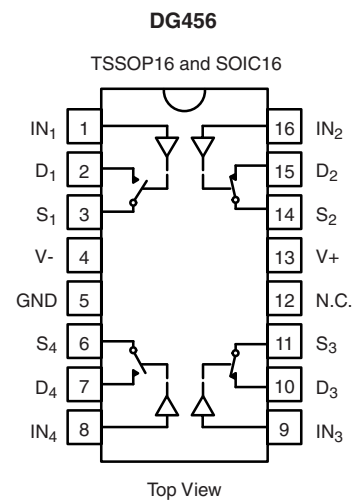 DG456
TSSOP16 and SOIC16
IN1 1 16 IN2
D1 2 15 D2
S1 3 14 S2
V- 4 13 V+
GND 5 12 N.C.
S4 6 11 S3
D4 7 10 D3
IN4 8 9 IN3
Top View